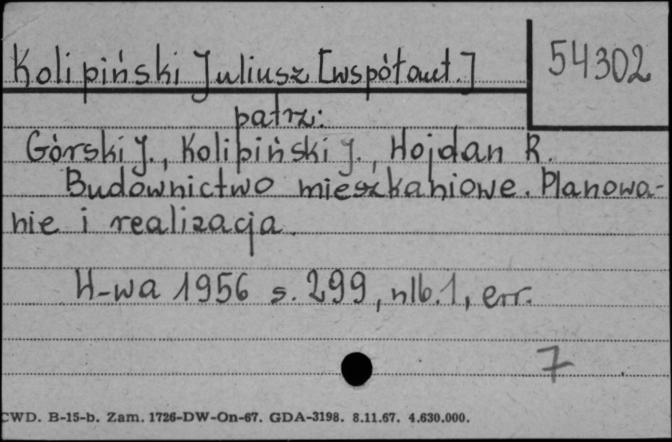 54302
Kolipiński Juliusz [współaut.]
patrz:
Górski J., Kolipiński J., Hojdan R.
Budownictwo mieszkaniowe. Planowa-
nie i realizacja.
W-wa 1956 s. 299, nlb. 1, err.
7
CWD. B-15-b. Zam. 1726-DW-On-67. GDA-3198. 8.11.67. 4.630.000.